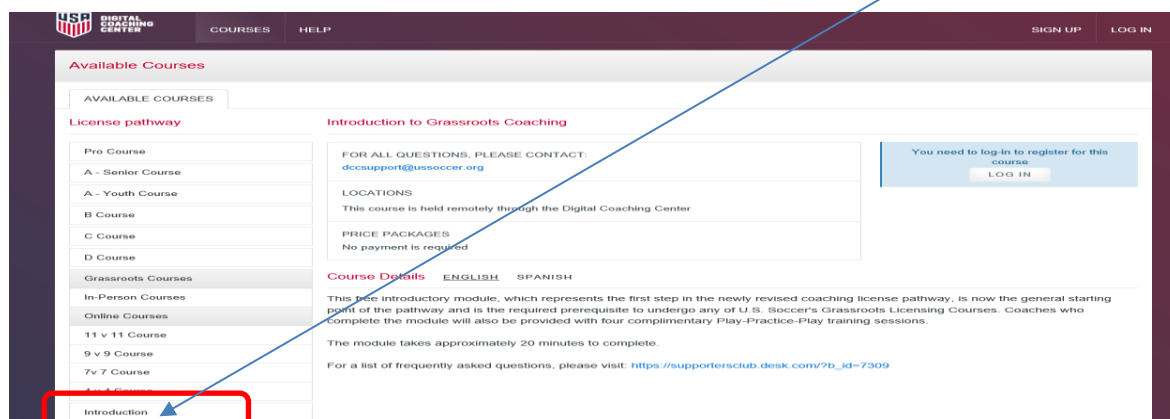 DIGITAL
COACHING
CENTER
COURSES HELP SIGN UP LOG IN
Available Courses
AVAILABLE COURSES
License pathway
Pro Course
A - Senior Course
A - Youth Course
B Course
C Course
D Course
Grassroots Courses
In-Person Courses
Online Courses
11 v 11 Course
9 v 9 Course
7v 7 Course
4 v 4 Course
Introduction
Introduction to Grassroots Coaching
FOR ALL QUESTIONS, PLEASE CONTACT:
dccsupport@ussoccer.org
LOCATIONS
This course is held remotely through the Digital Coaching Center
PRICE PACKAGES
No payment is required
You need to log-in to register for this
course
LOG IN
Course Details ENGLISH SPANISH
This free introductory module, which represents the first step in the newly revised coaching license pathway, is now the general starting
point of the pathway and is the required prerequisite to undergo any of U.S. Soccer's Grassroots Licensing Courses. Coaches who
complete the module will also be provided with four complimentary Play-Practice-Play training
sessions.
The module takes approximately 20 minutes to complete.
For a list of frequently asked questions, please visit: https://supportersclub.desk.com/?b_id=7309